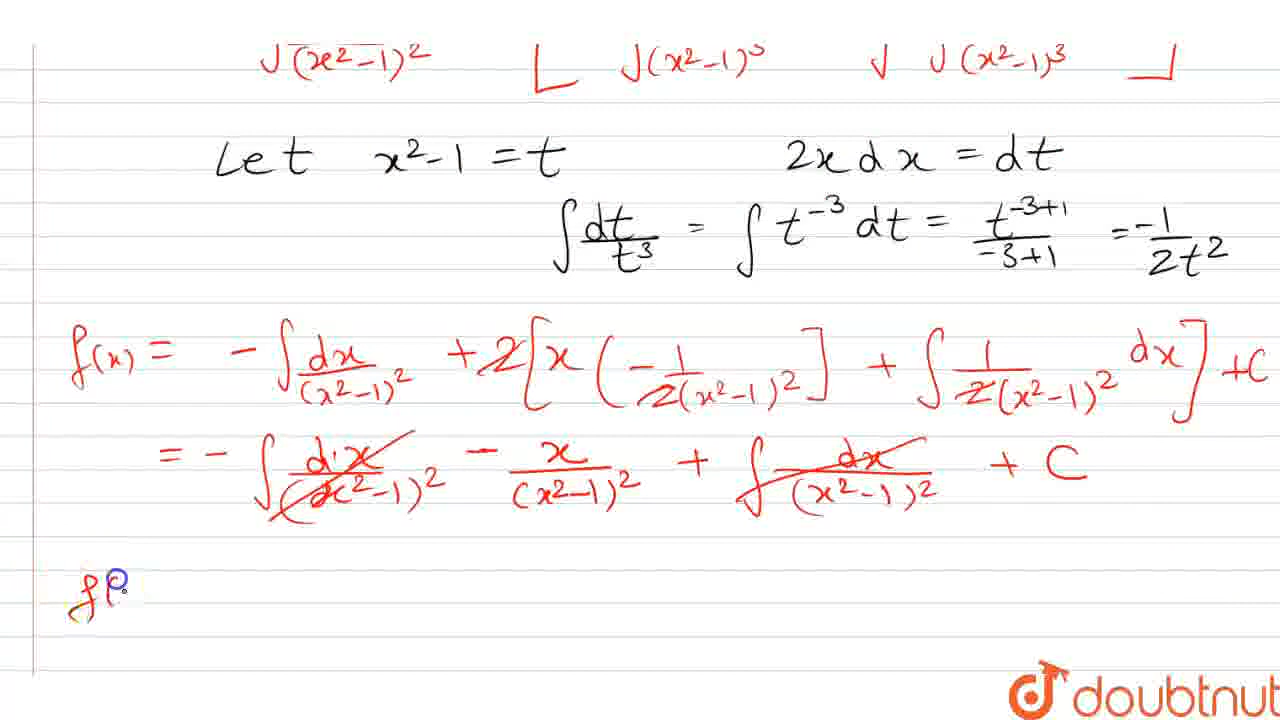 ∫(x²-1)² [ ∫(x²-1)³ ∫ ∫(x²-1)³ ]
Let x²-1 = t 2x dx = dt
∫ dt/t³ = ∫ t⁻³ dt = t⁻³⁺¹/-3+1 = -1/2t²
f(x) = - ∫ dx/(x²-1)² + 2[x(-1/2(x²-1)²] + ∫ 1/2(x²-1)² dx] + C
= - ∫ dx/(x²-1)² - x/(x²-1)² + ∫ dx/(x²-1)² + C
f(
doubtnut